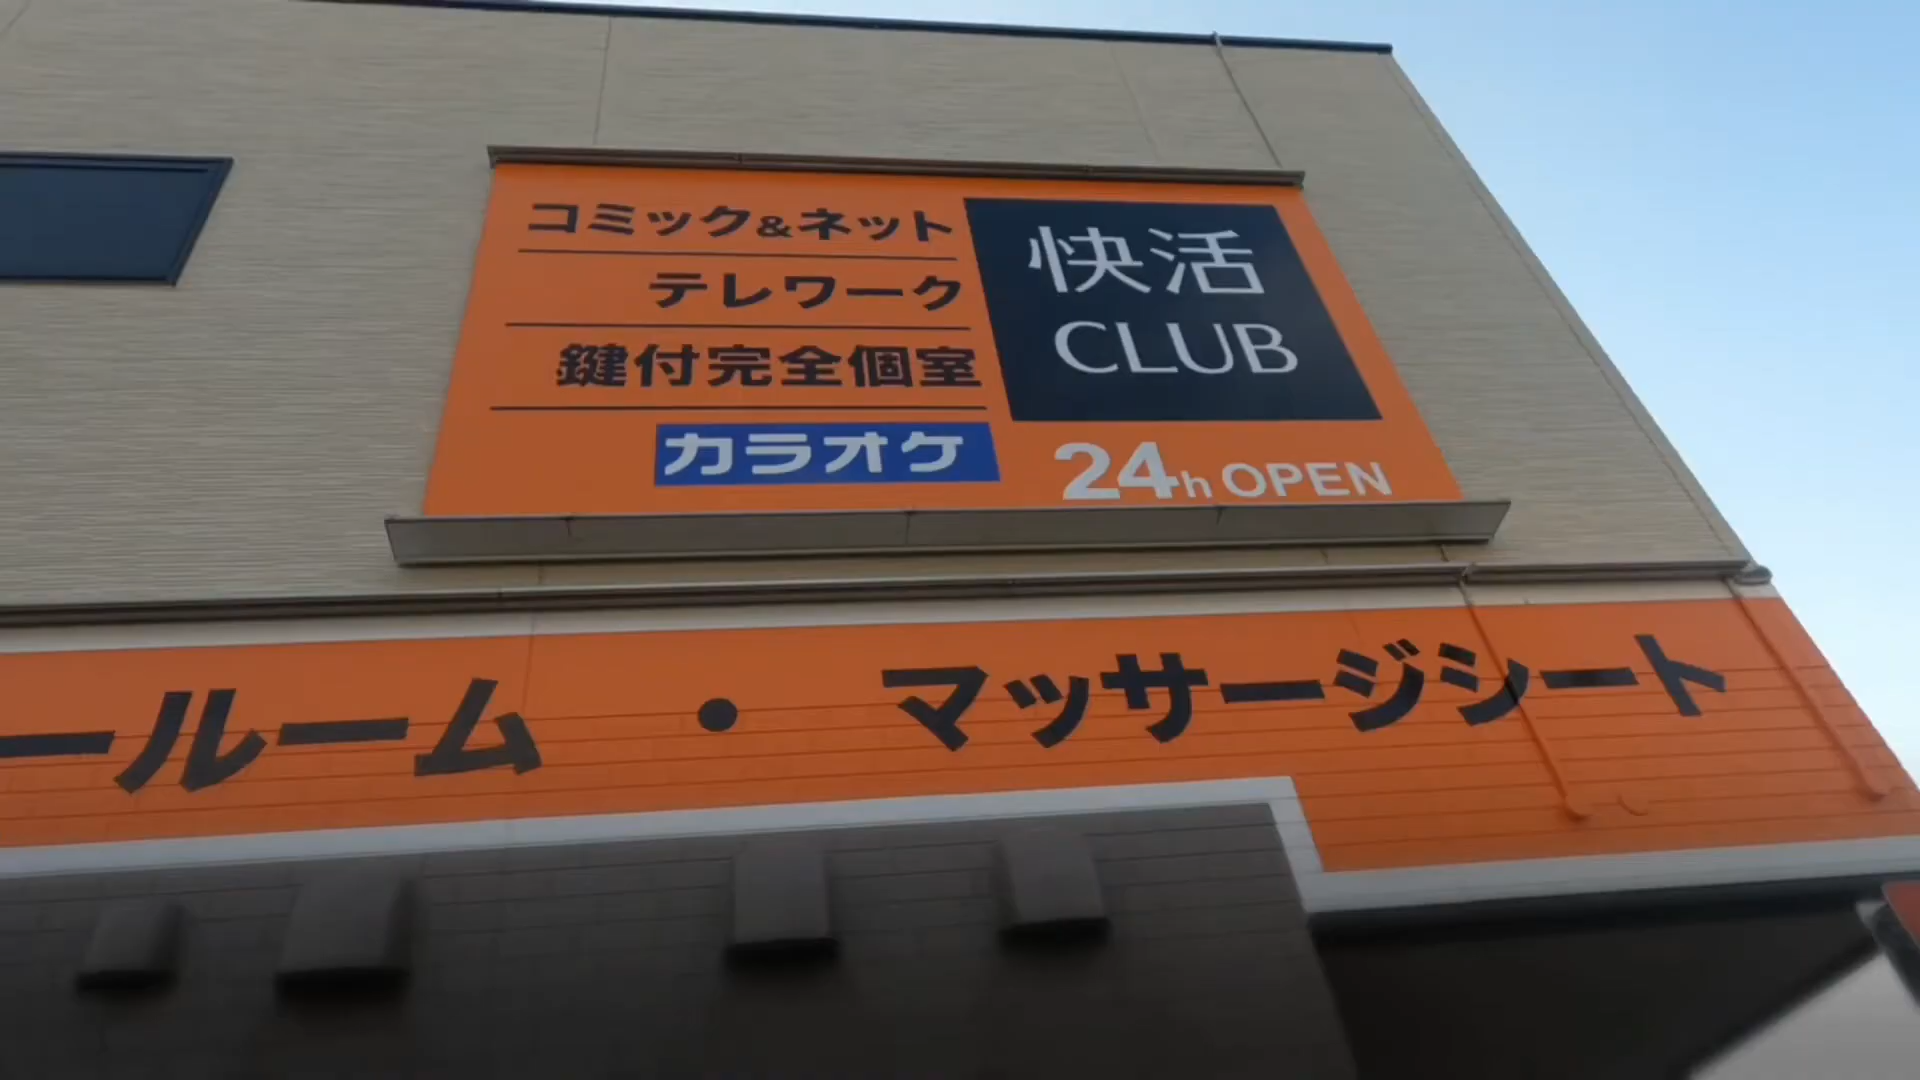 コミック&ネット
テレワーク
鍵付完全個室
カラオケ
快活
CLUB
24h OPEN
ールーム ・ マッサージシート